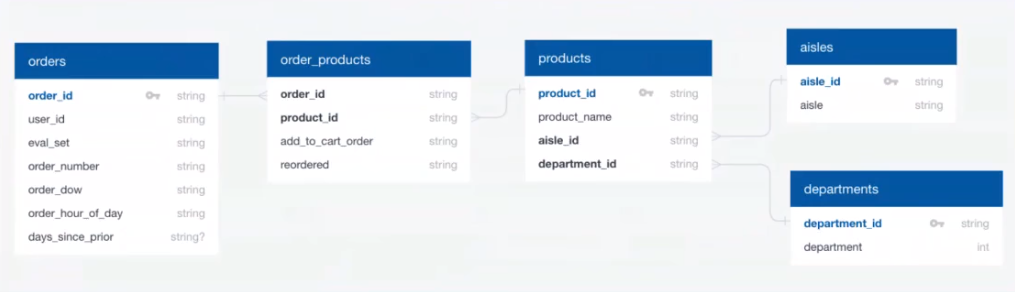 orders
order_id string
user_id string
eval_set string
order_number string
order_dow string
order_hour_of_day string
days_since_prior string?
order_products
order_id string
product_id string
add_to_cart_order string
reordered string
products
product_id string
product_name string
aisle_id string
department_id string
aisles
aisle_id string
aisle string
departments
department_id string
department int